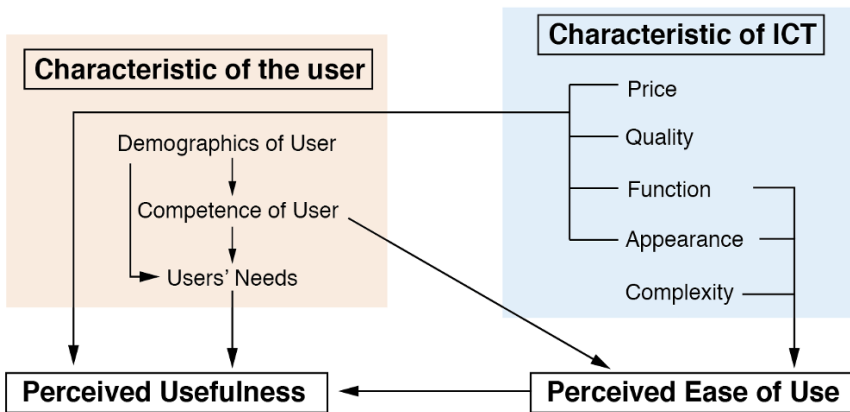 Characteristic of the user
Demographics of User
Competence of User
Users’ Needs
Characteristic of ICT
Price
Quality
Function
Appearance
Complexity
Perceived Usefulness
Perceived Ease of Use